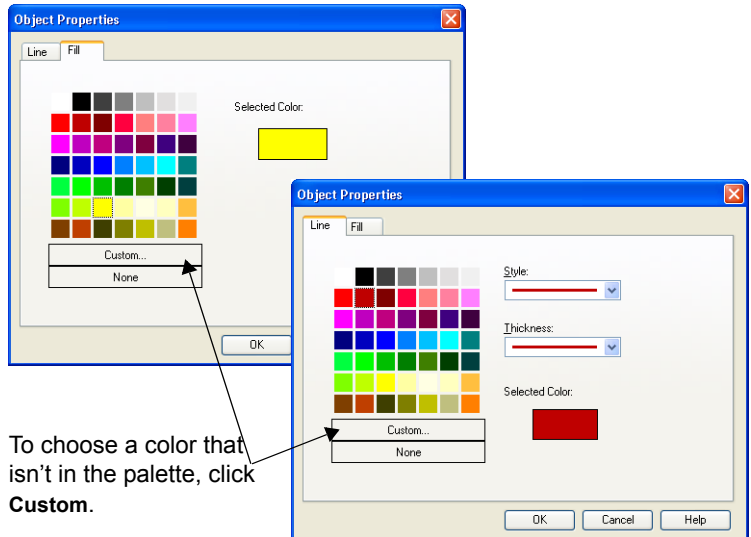 Object Properties
Line Fill
Selected Color:
Custom...
None
OK
Object Properties
Line Fill
Style:
Thickness:
Selected Color:
Custom...
None
OK Cancel Help
To choose a color that
isn't in the palette, click
Custom.